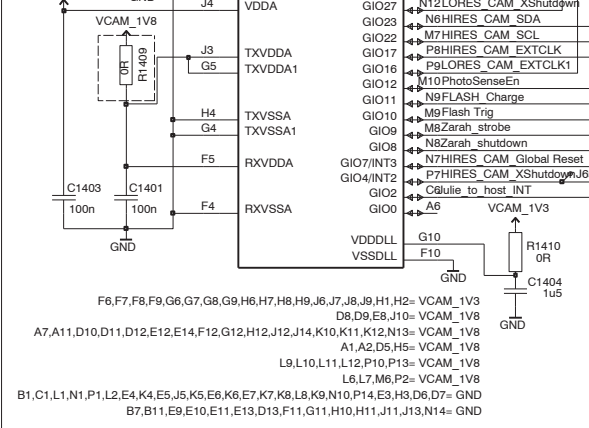 J4 VDDA GIO27 N12 LORES_CAM_XShutdown
VCAM_1V8 GIO23 N6 HIRES_CAM_SDA
GIO22 M7 HIRES_CAM_SCL
0R R1409 J3 TXVDDA GIO17 P8 HIRES_CAM_EXTCLK
G5 TXVDDA1 GIO16 P9 LORES_CAM_EXTCLK1
GIO12 M10 PhotoSenseEn
GIO11 N9 FLASH_Charge
H4 TXVSSA GIO10 M9 Flash Trig
G4 TXVSSA1 GIO9 M8 Zarah_strobe
GIO8 N8 Zarah_shutdown
F5 RXVDDA GIO7/INT3 N7 HIRES_CAM_Global Reset
GIO4/INT2 P7 HIRES_CAM_XShutdown J6
C1403 C1401 GIO2 C6 Julie_to_host_INT
100n 100n F4 RXVSSA GIO0 A6 VCAM_1V3
GND VDDDLL G10 R1410
VSSDLL F10 0R
GND C1404
1u5
GND
F6,F7,F8,F9,G6,G7,G8,G9,H6,H7,H8,H9,J6,J7,J8,J9,H1,H2= VCAM_1V3
D8,D9,E8,J10= VCAM_1V8
A7,A11,D10,D11,D12,E12,E14,F12,G12,H12,J12,J14,K10,K11,K12,N13= VCAM_1V8
A1,A2,D5,H5= VCAM_1V8
L9,L10,L11,L12,P10,P13= VCAM_1V8
L6,L7,M6,P2= VCAM_1V8
B1,C1,L1,N1,P1,L2,E4,K4,E5,J5,K5,E6,K6,E7,K7,K8,L8,K9,N10,P14,E3,H3,D6,D7= GND
B7,B11,E9,E10,E11,E13,D13,F11,G11,H10,H11,J11,J13,N14= GND